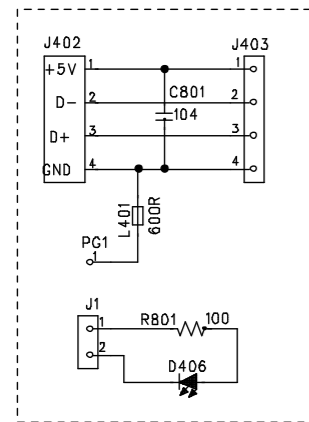 J402 J403
+5V 1 1
C801
D- 2 2
104
D+ 3 3
GND 4 4
L401 600R
PG1
1
J1
1 R801 100
2
D406